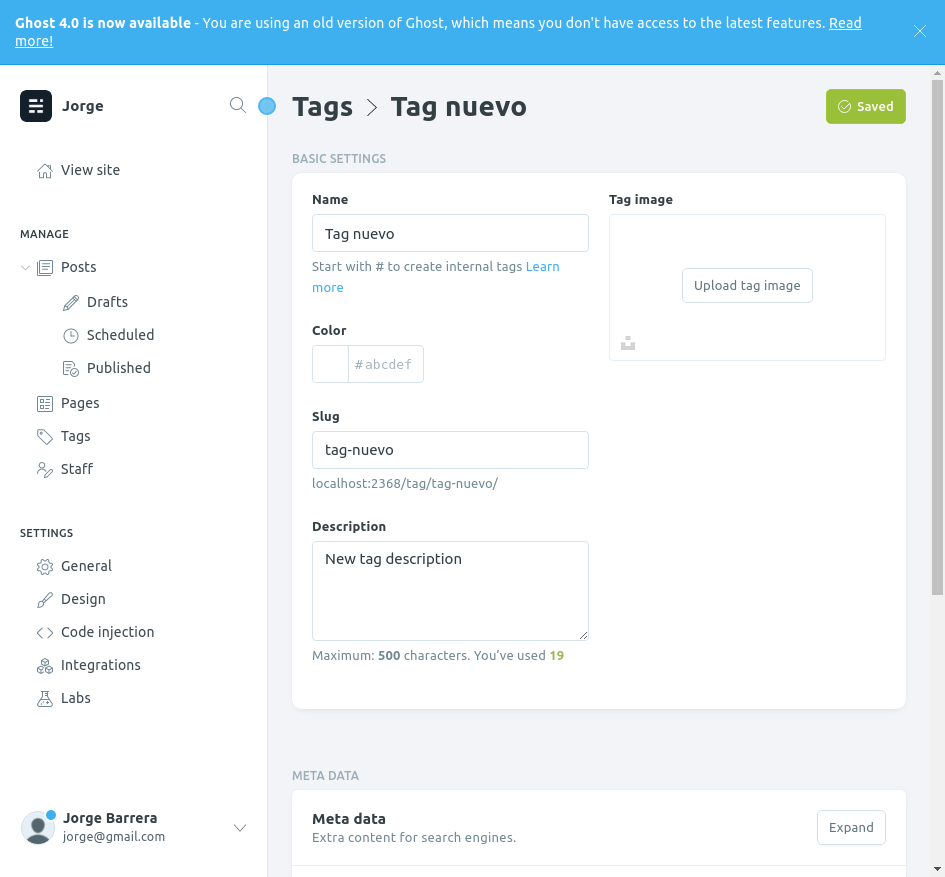 Ghost 4.0 is now available - You are using an old version of Ghost, which means you don't have access to the latest features. Read
more!
Jorge
Tags > Tag nuevo
Saved
View site
BASIC SETTINGS
Name
Tag image
Tag nuevo
Upload tag image
Start with # to create internal tags Learn
more
MANAGE
Posts
Drafts
Scheduled
Published
Pages
Tags
Staff
Color
#abcdef
Slug
tag-nuevo
localhost:2368/tag/tag-nuevo/
SETTINGS
General
Design
Code injection
Integrations
Labs
Description
New tag description
Maximum: 500 characters. You’ve used 19
META DATA
Meta data
Extra content for search engines.
Expand
Jorge Barrera
jorge@gmail.com